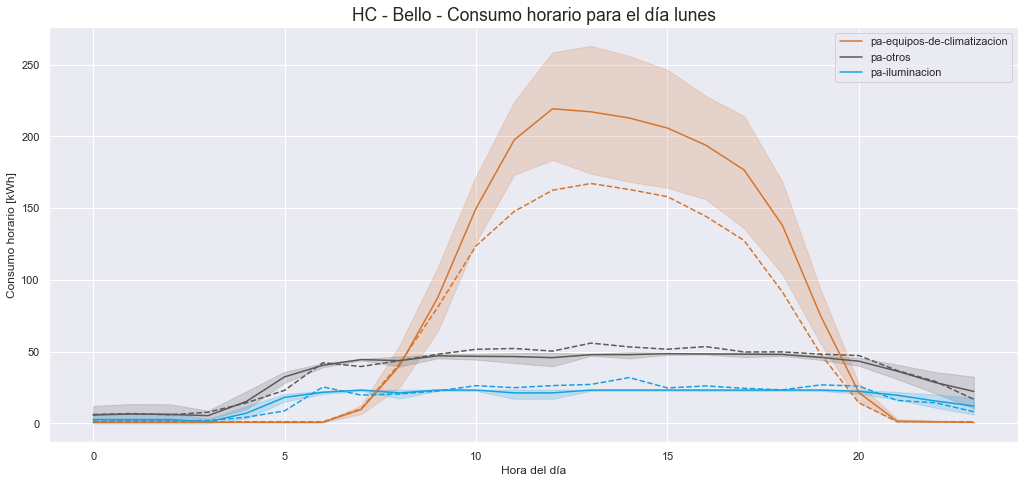 HC - Bello - Consumo horario para el día lunes
pa-equipos-de-climatizacion
pa-otros
pa-iluminacion
Consumo horario [kWh]
250
200
150
100
50
0
0 5 10 15 20
Hora del día